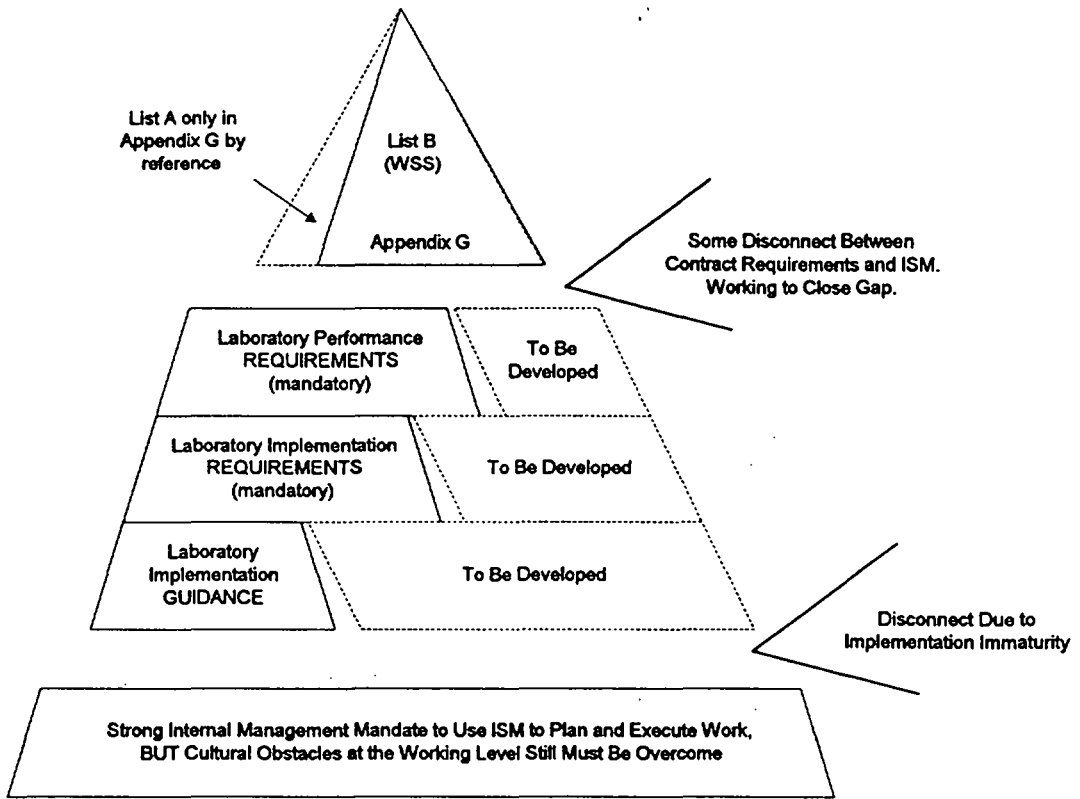 List A only in
Appendix G by
reference
List B
(WSS)
Appendix G
Some Disconnect Between
Contract Requirements and ISM.
Working to Close Gap.
Laboratory Performance
REQUIREMENTS
(mandatory)
To Be
Developed
Laboratory Implementation
REQUIREMENTS
(mandatory)
To Be Developed
Laboratory
Implementation
GUIDANCE
To Be Developed
Disconnect Due to
Implementation Immaturity
Strong Internal Management Mandate to Use ISM to Plan and Execute Work,
BUT Cultural Obstacles at the Working Level Still Must Be Overcome